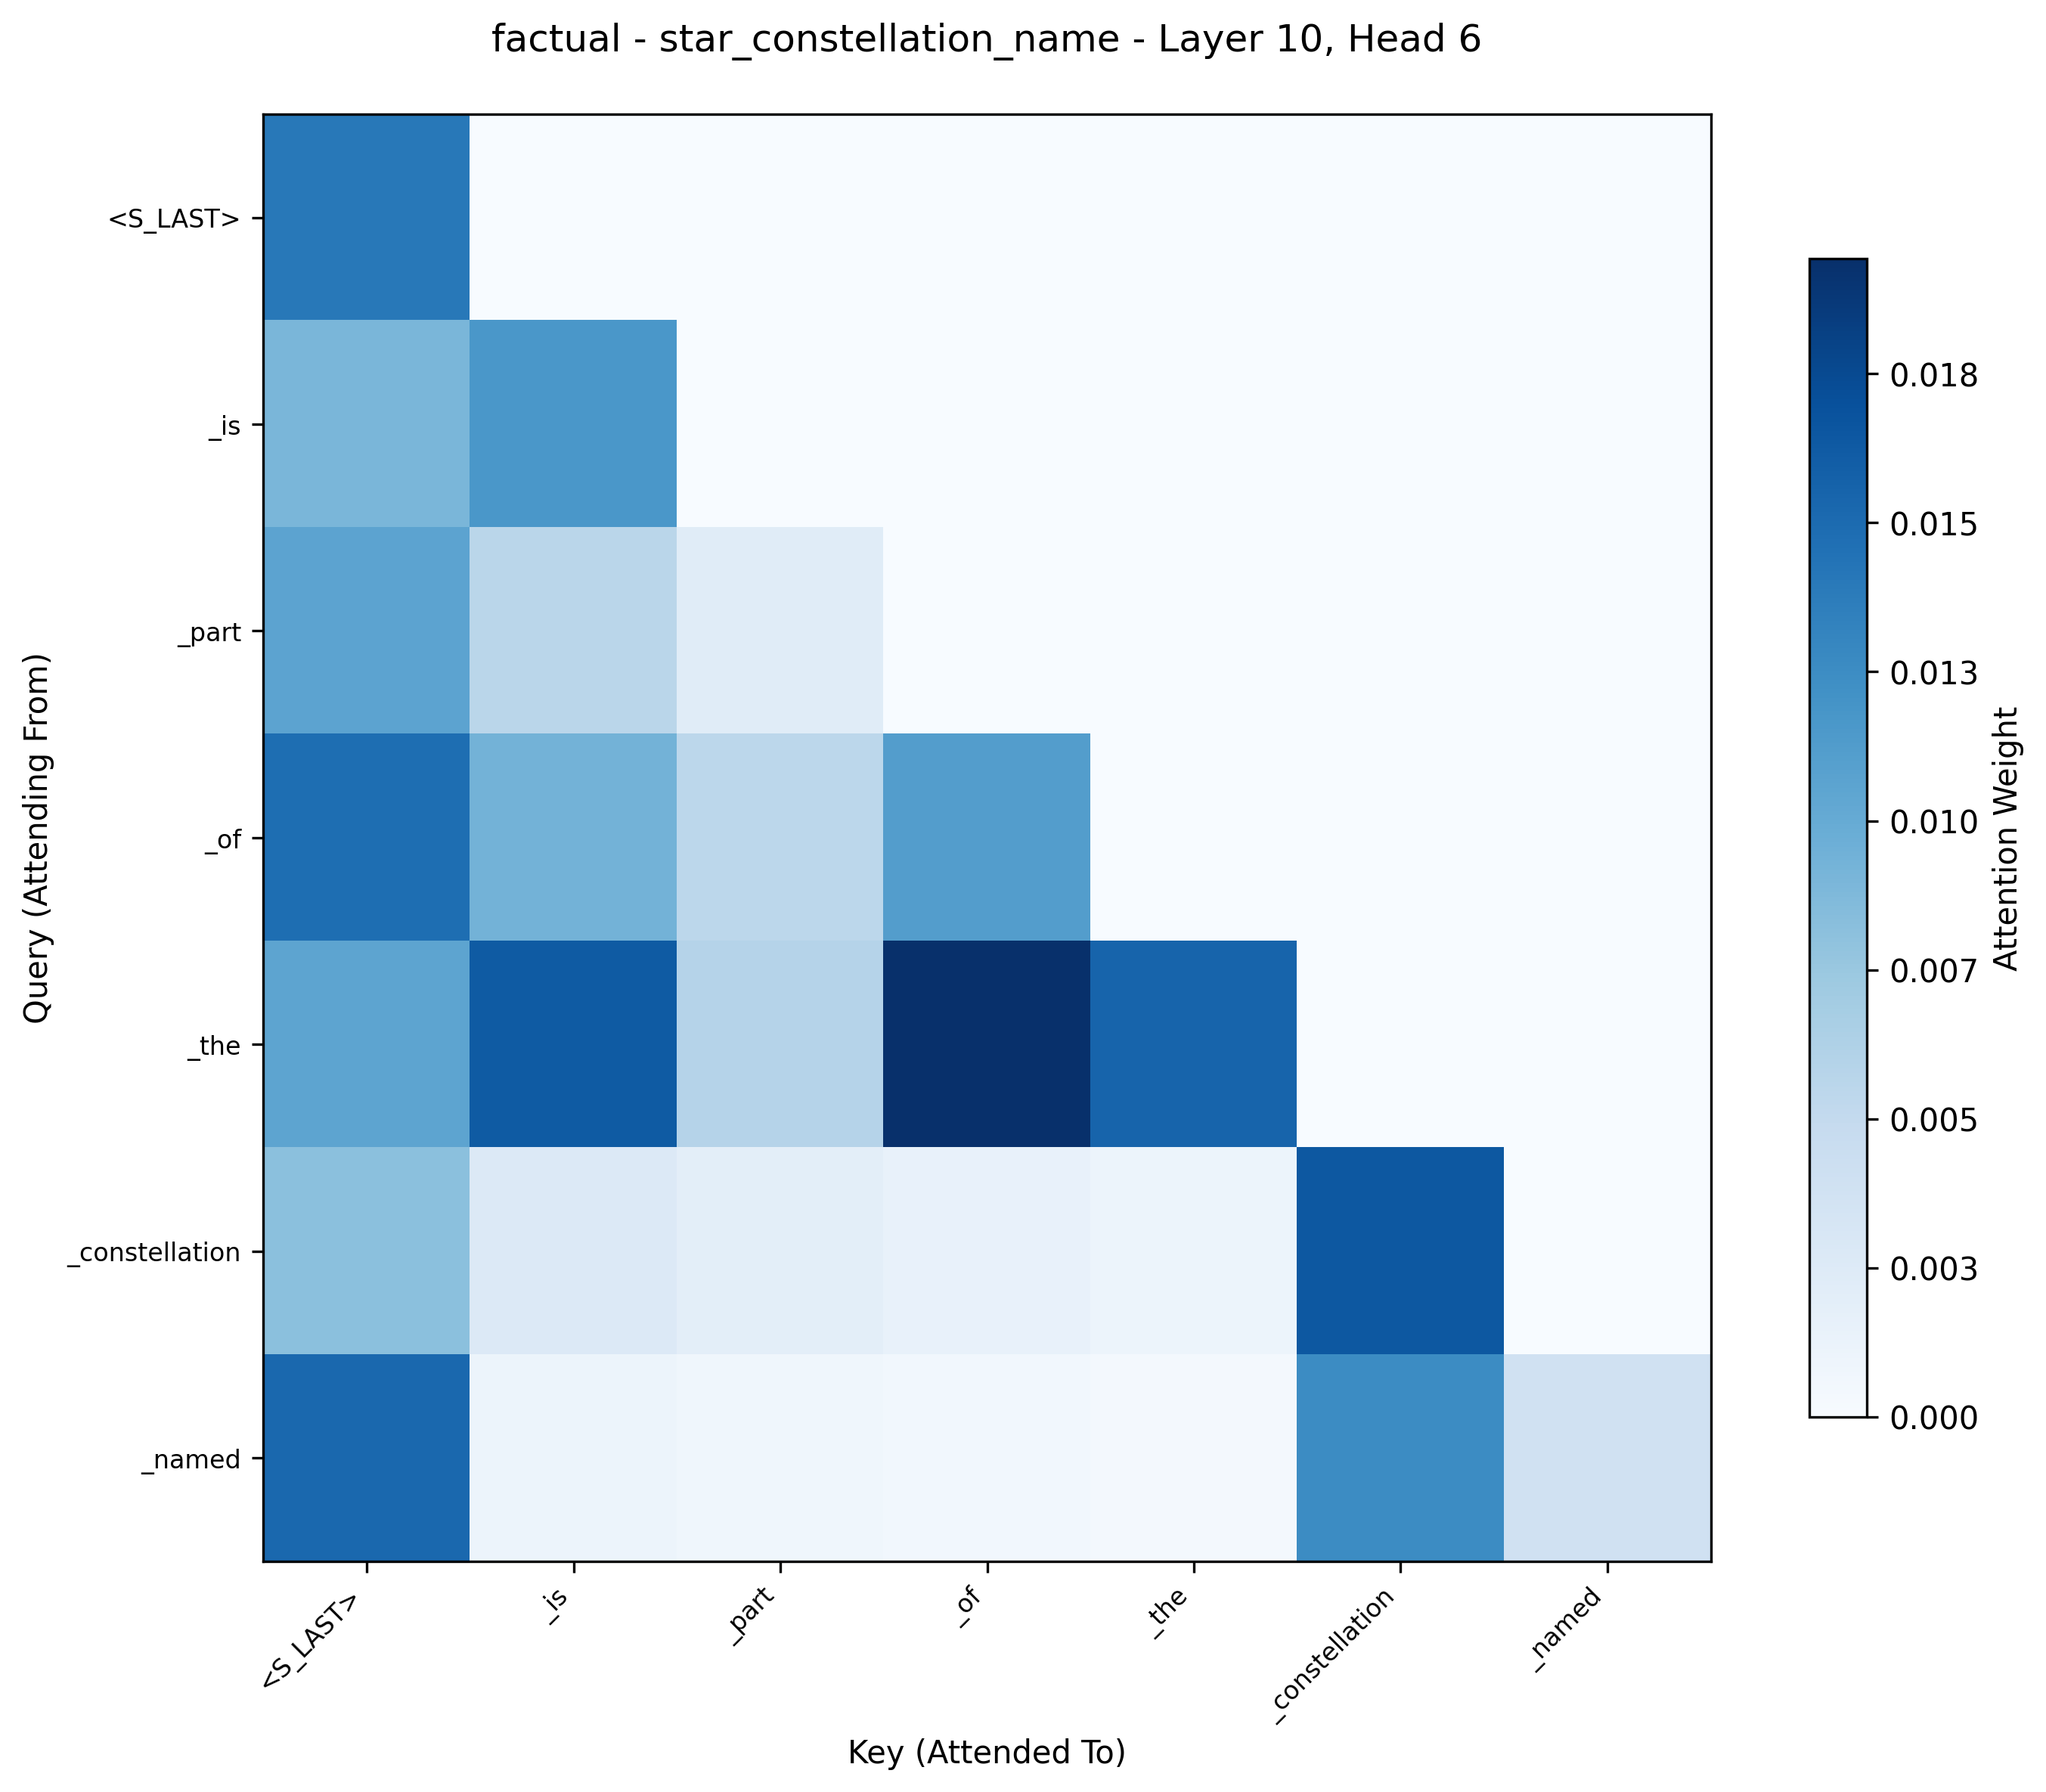 factual - star_constellation_name - Layer 10, Head 6
Query (Attending From)
<S_LAST>
_is
_part
_of
_the
_constellation
_named
<S_LAST>
_is
_part
_of
_the
_constellation
_named
Key (Attended To)
0.018
0.015
0.013
0.010
0.007
0.005
0.003
0.000
Attention Weight